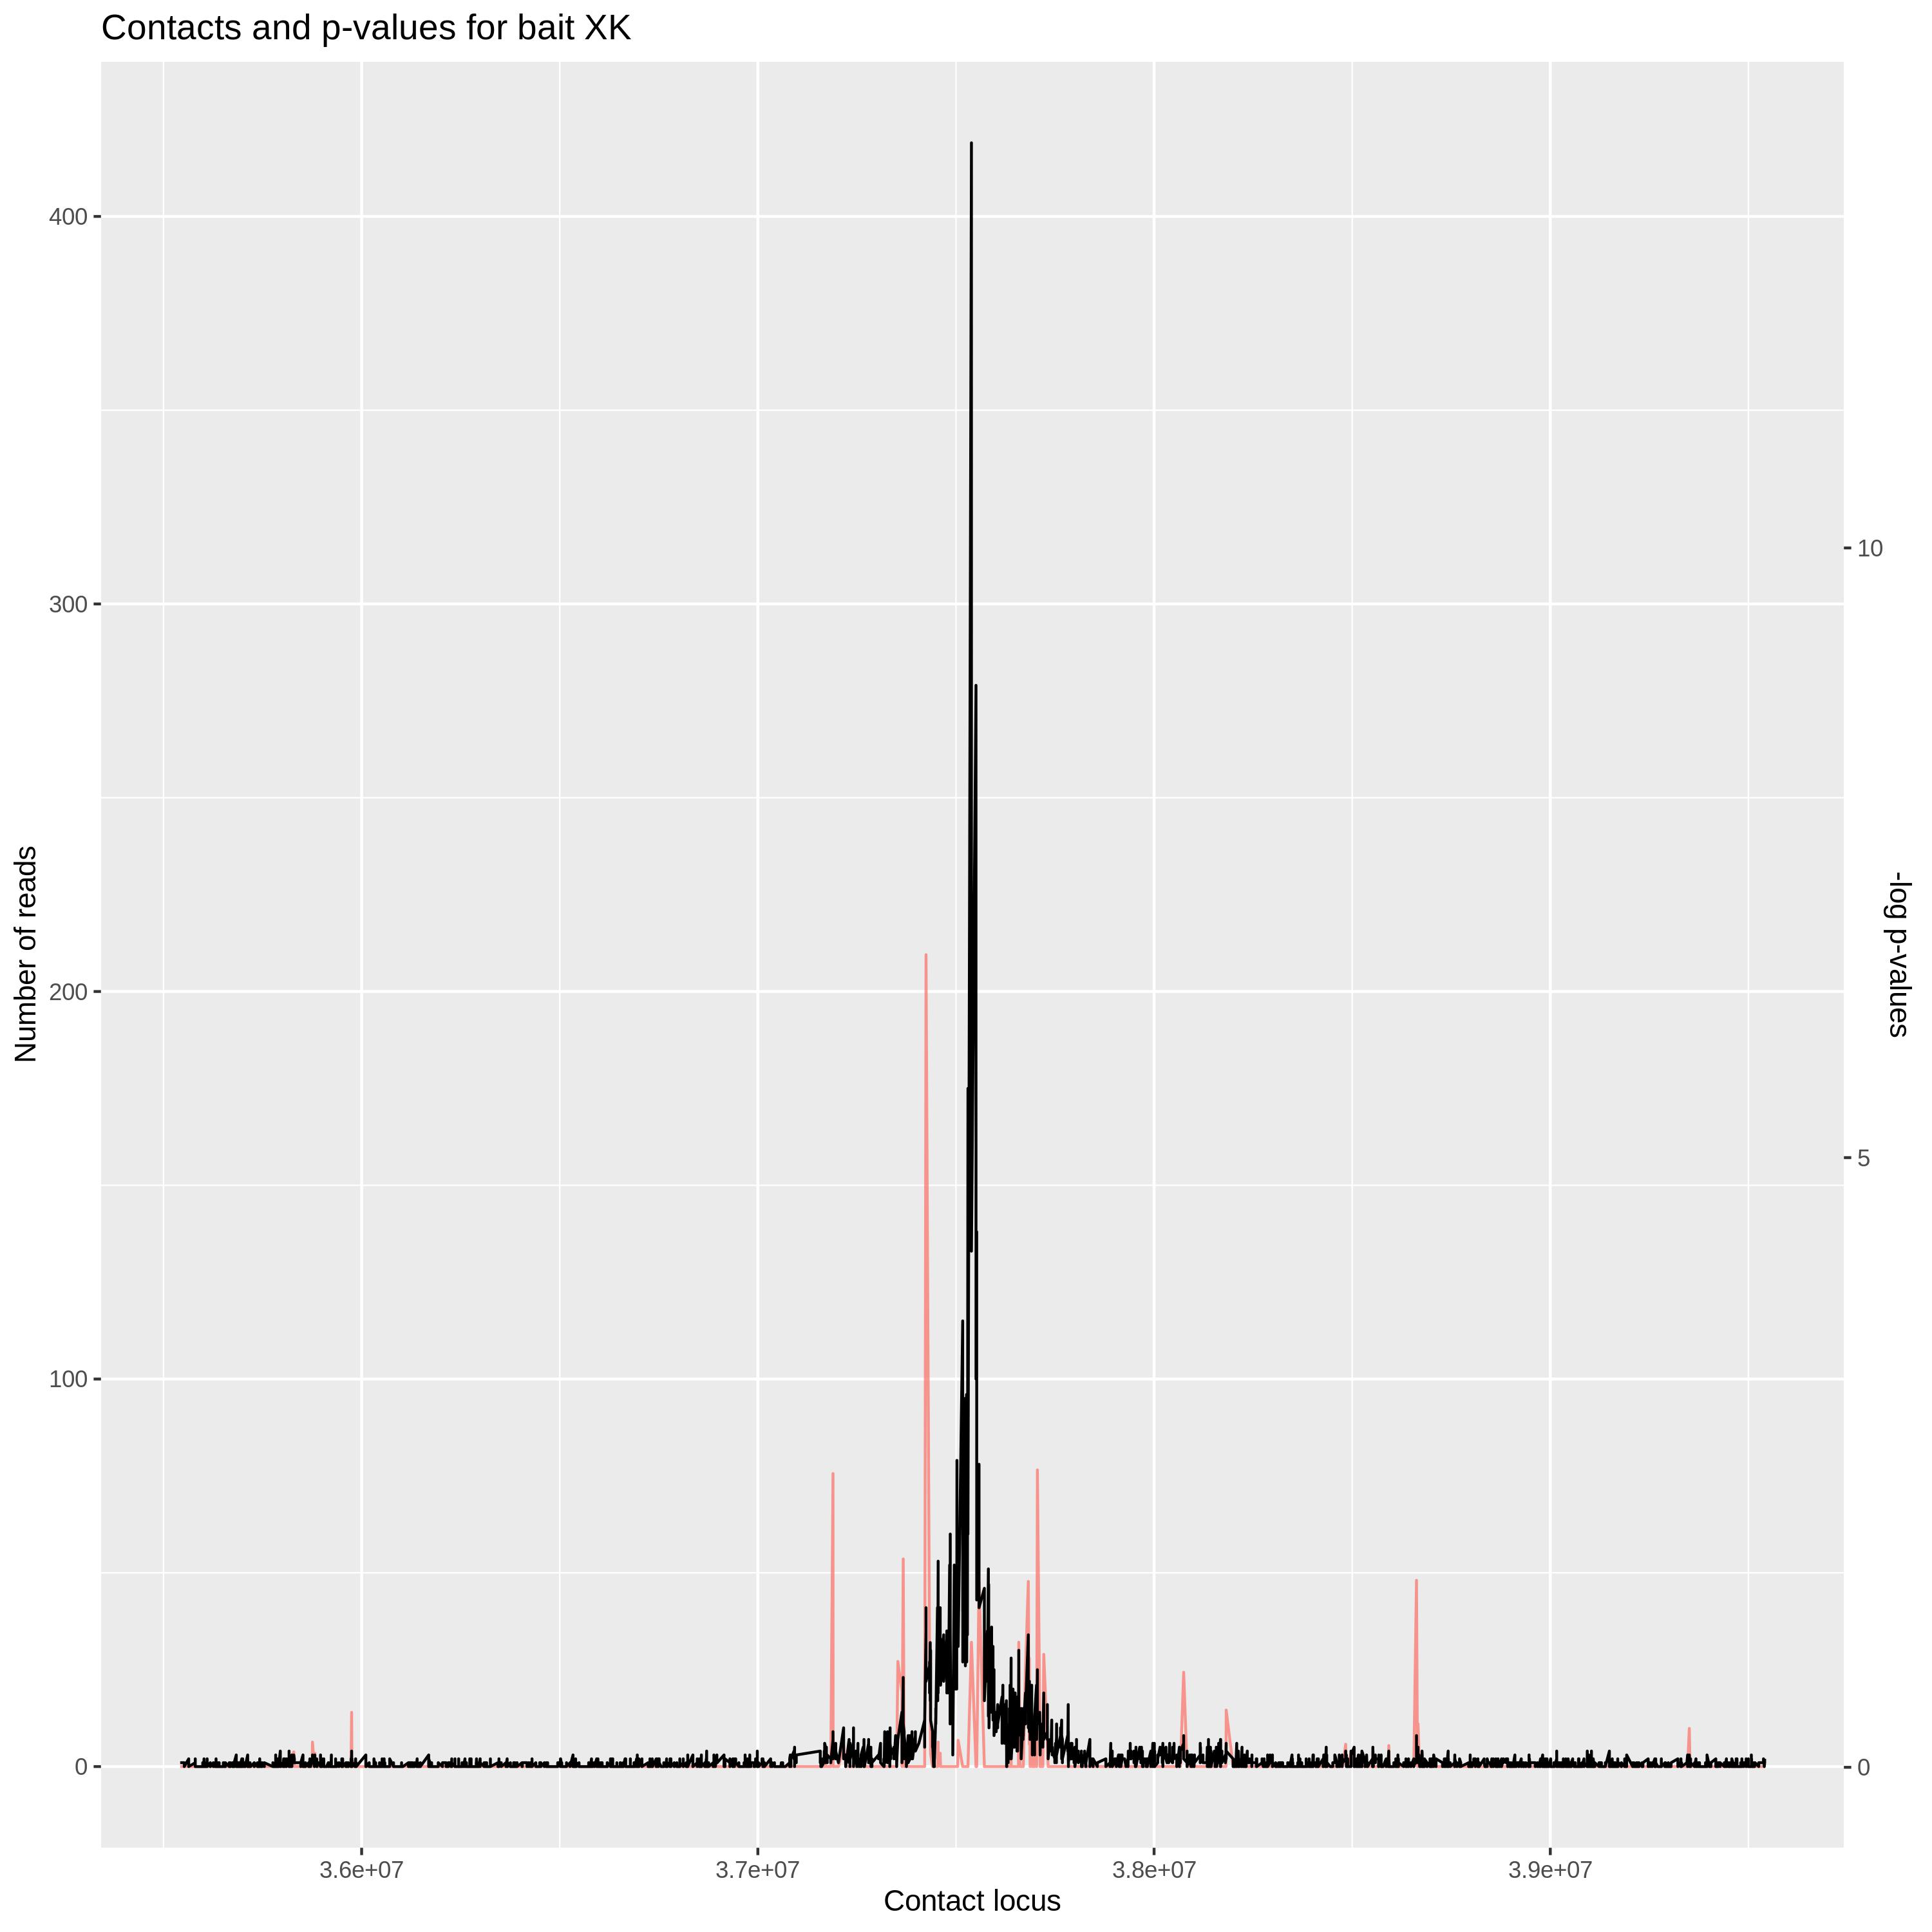 Contacts and p-values for bait XK
400
300
200
100
0
Number of reads
10
5
0
-log p-values
3.6e+07
3.7e+07
3.8e+07
3.9e+07
Contact locus